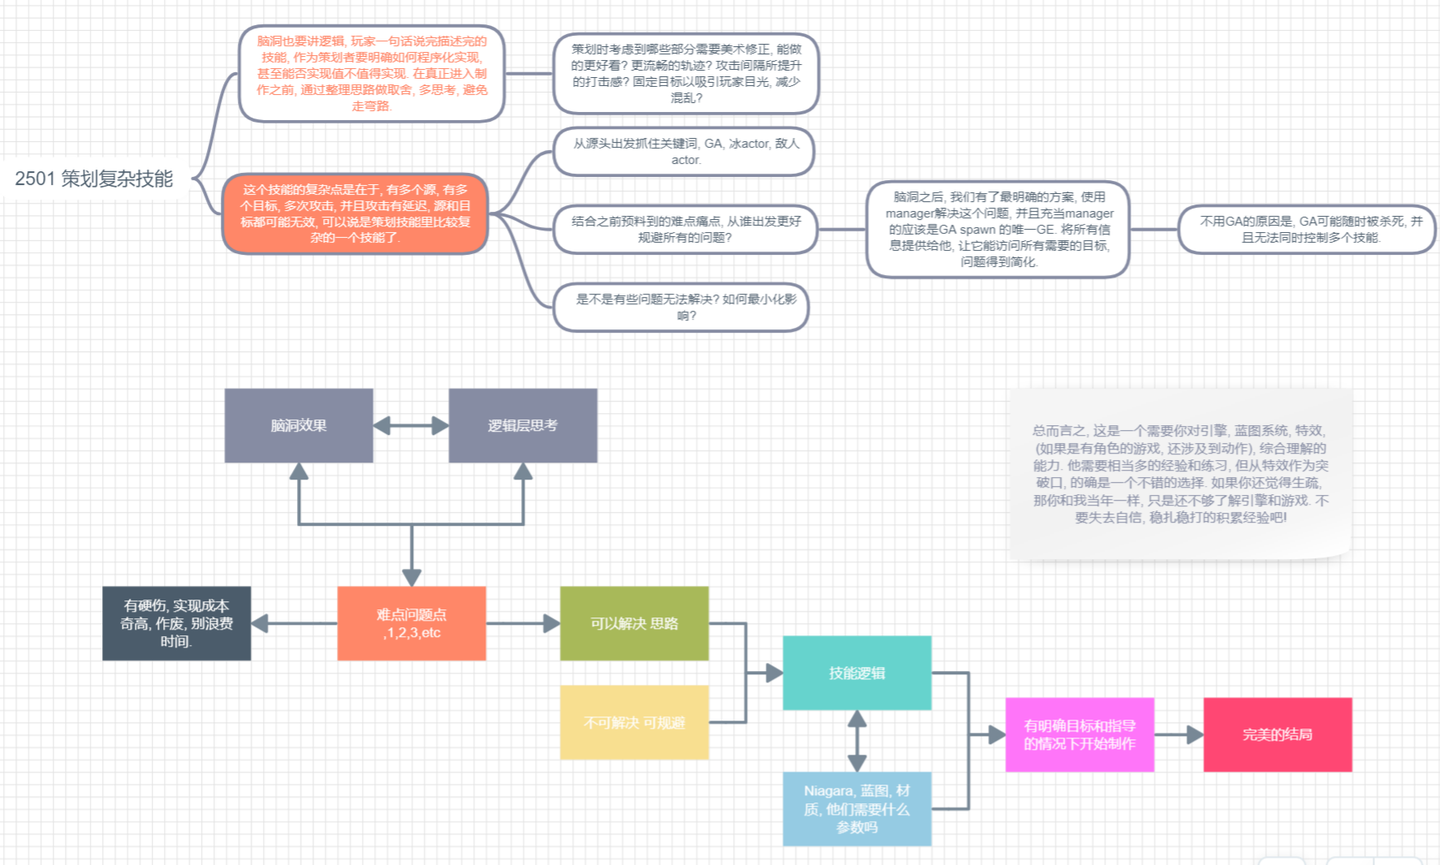 脑洞也要讲逻辑, 玩家一句话说完描述完的
技能, 作为策划者要明确如何程序化实现,
甚至能否实现值不值得实现. 在真正进入制
作之前, 通过整理思路做取舍, 多思考, 避免
走弯路.
策划时考虑到哪些部分需要美术修正, 能做
的更好看? 更流畅的轨迹? 攻击间隔所提升
的打击感? 固定目标以吸引玩家目光, 减少
混乱?
2501 策划复杂技能
这个技能的复杂点是在于, 有多个源, 有多
个目标, 多次攻击, 并且攻击有延迟, 源和目
标都可能无效, 可以说是策划技能里比较复
杂的一个技能了.
从源头出发抓住关键词, GA, 冰actor, 敌人
actor.
结合之前预料到的难点痛点, 从谁出发更好
规避所有的问题?
脑洞之后, 我们有了最明确的方案, 使用
manager解决这个问题, 并且充当manager
的应该是GA spawn 的唯一GE. 将所有信
息提供给他, 让它能访问所有需要的目标,
问题得到简化.
不用GA的原因是, GA可能随时被杀死, 并
且无法同时控制多个技能.
是不是有些问题无法解决? 如何最小化影
响?
脑洞效果
逻辑层思考
总而言之, 这是一个需要你对引擎, 蓝图系统, 特效,
(如果是有角色的游戏, 还涉及到动作), 综合理解的
能力. 他需要相当多的经验和练习, 但从特效作为突
破口, 的确是一个不错的选择. 如果你还觉得生疏,
那你和我当年一样, 只是还不够了解引擎和游戏. 不
要失去自信, 稳扎稳打的积累经验吧!
有硬伤, 实现成本
奇高, 作废, 别浪费
时间.
难点问题点
,1,2,3,etc
可以解决 思路
不可解决 可规避
技能逻辑
Niagara, 蓝图, 材
质, 他们需要什么
参数吗
有明确目标和指导
的情况下开始制作
完美的结局